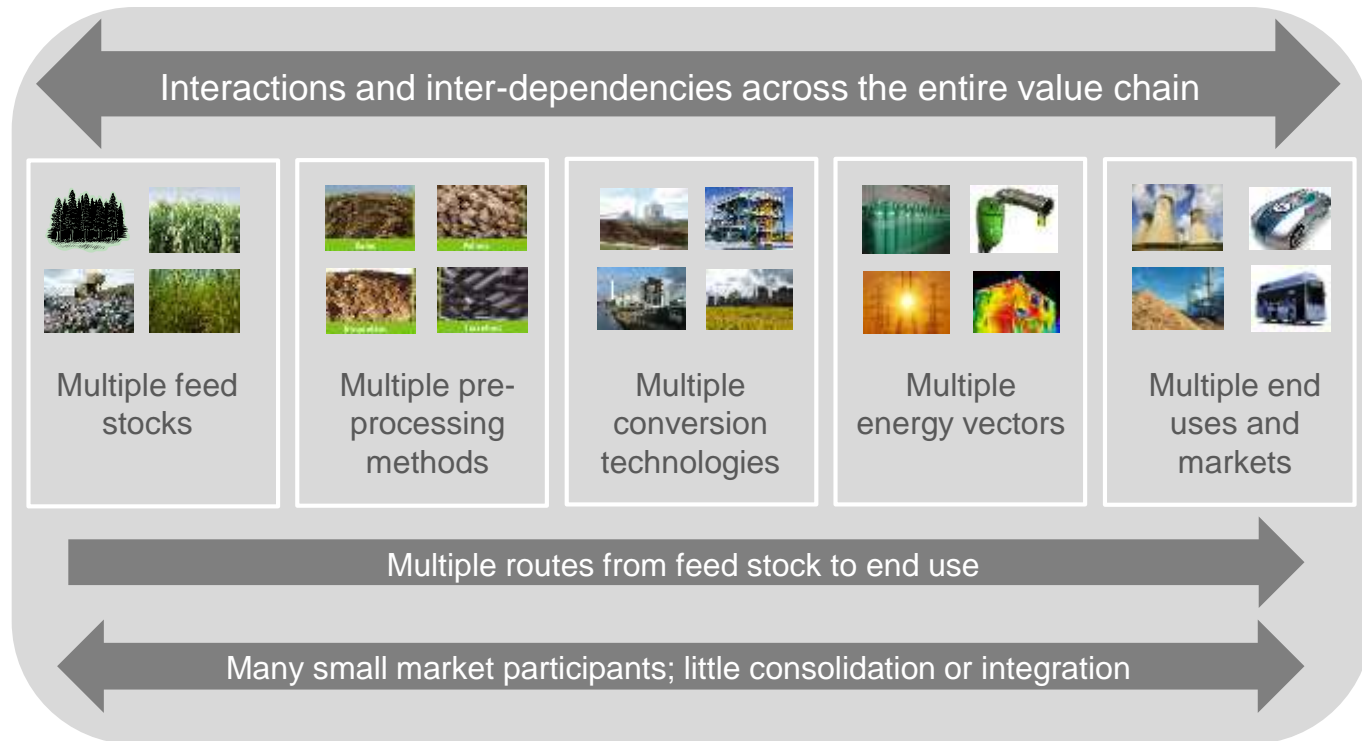 Interactions and inter-dependencies across the entire value chain
Bales
Pellets
Multiple feed
stocks
Multiple pre-
processing
methods
Multiple
conversion
technologies
Multiple
energy vectors
Multiple end
uses and
markets
Multiple routes from feed stock to end use
Many small market participants; little consolidation or integration